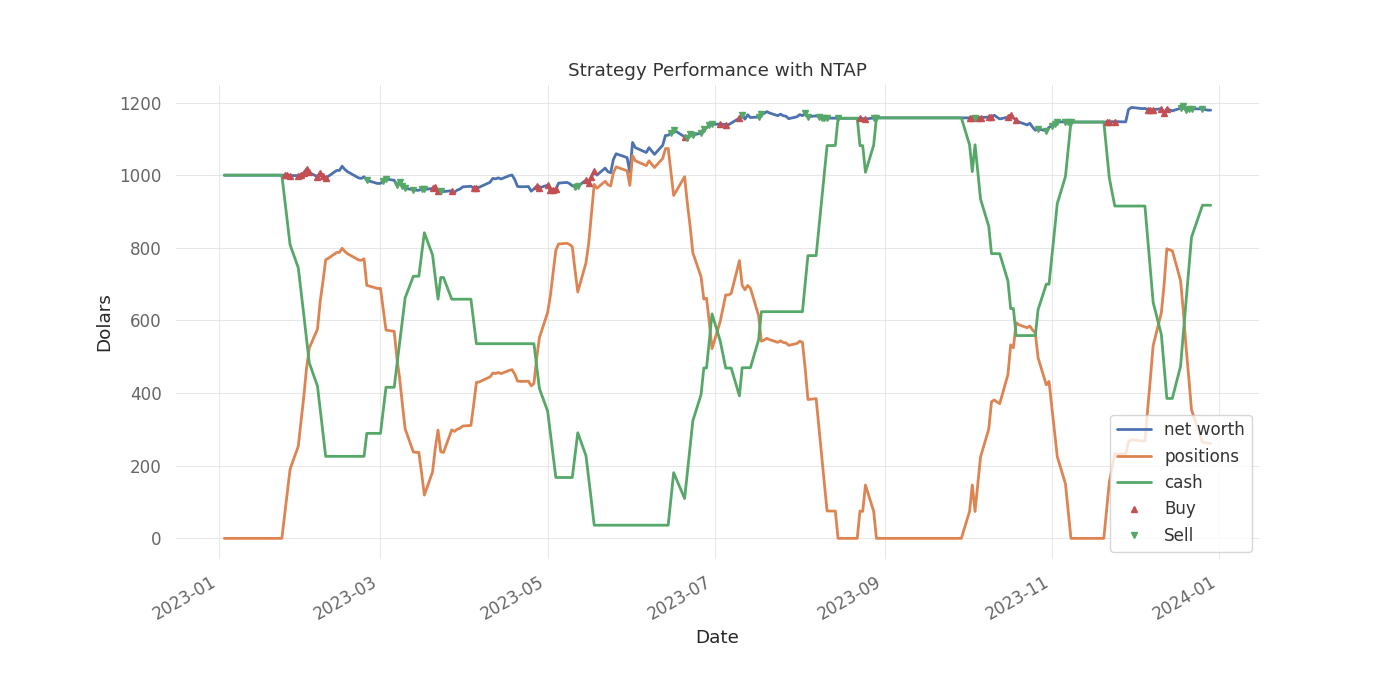 Strategy Performance with NTAP
1200
1000
800
600
400
200
0
Dolars
2023-01
2023-03
2023-05
2023-07
2023-09
2023-11
2024-01
Date
net worth
positions
cash
Buy
Sell